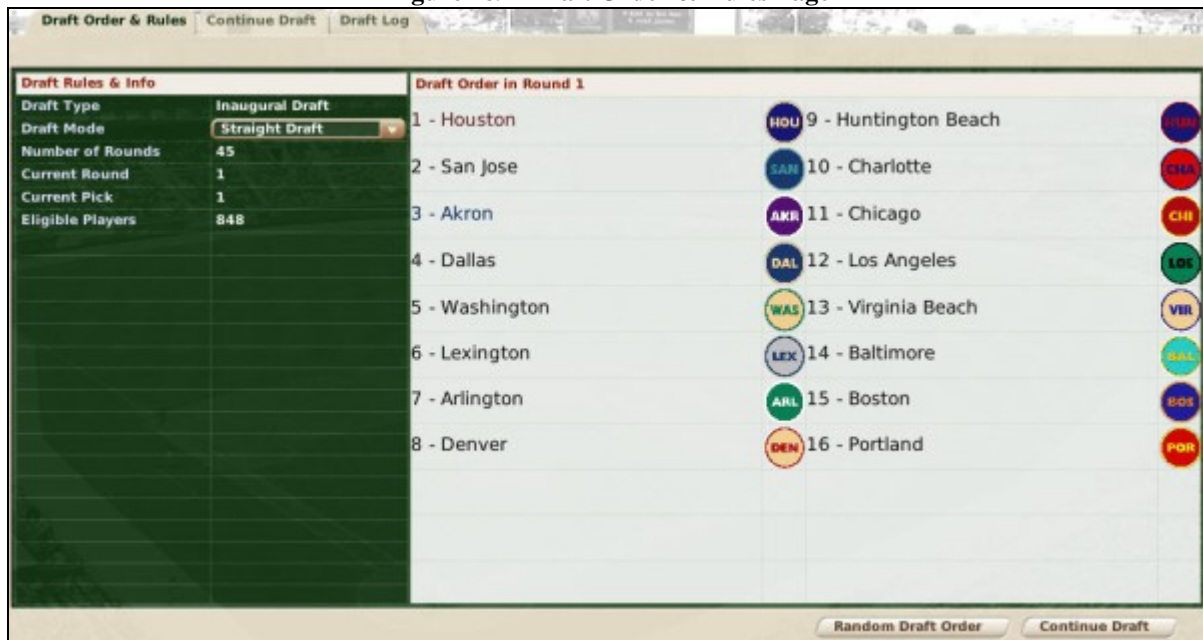 Draft Order & Rules Continue Draft Draft Log
Draft Rules & Info
Draft Type Inaugural Draft
Draft Mode Straight Draft
Number of Rounds 45
Current Round 1
Current Pick 1
Eligible Players 848
Draft Order in Round 1
1 - Houston HOU
2 - San Jose SAN
3 - Akron AKR
4 - Dallas DAL
5 - Washington WAS
6 - Lexington LEX
7 - Arlington ARL
8 - Denver DEN
9 - Huntington Beach HUN
10 - Charlotte CHA
11 - Chicago CHI
12 - Los Angeles LOS
13 - Virginia Beach VIR
14 - Baltimore BAL
15 - Boston BOS
16 - Portland POR
Random Draft Order Continue Draft